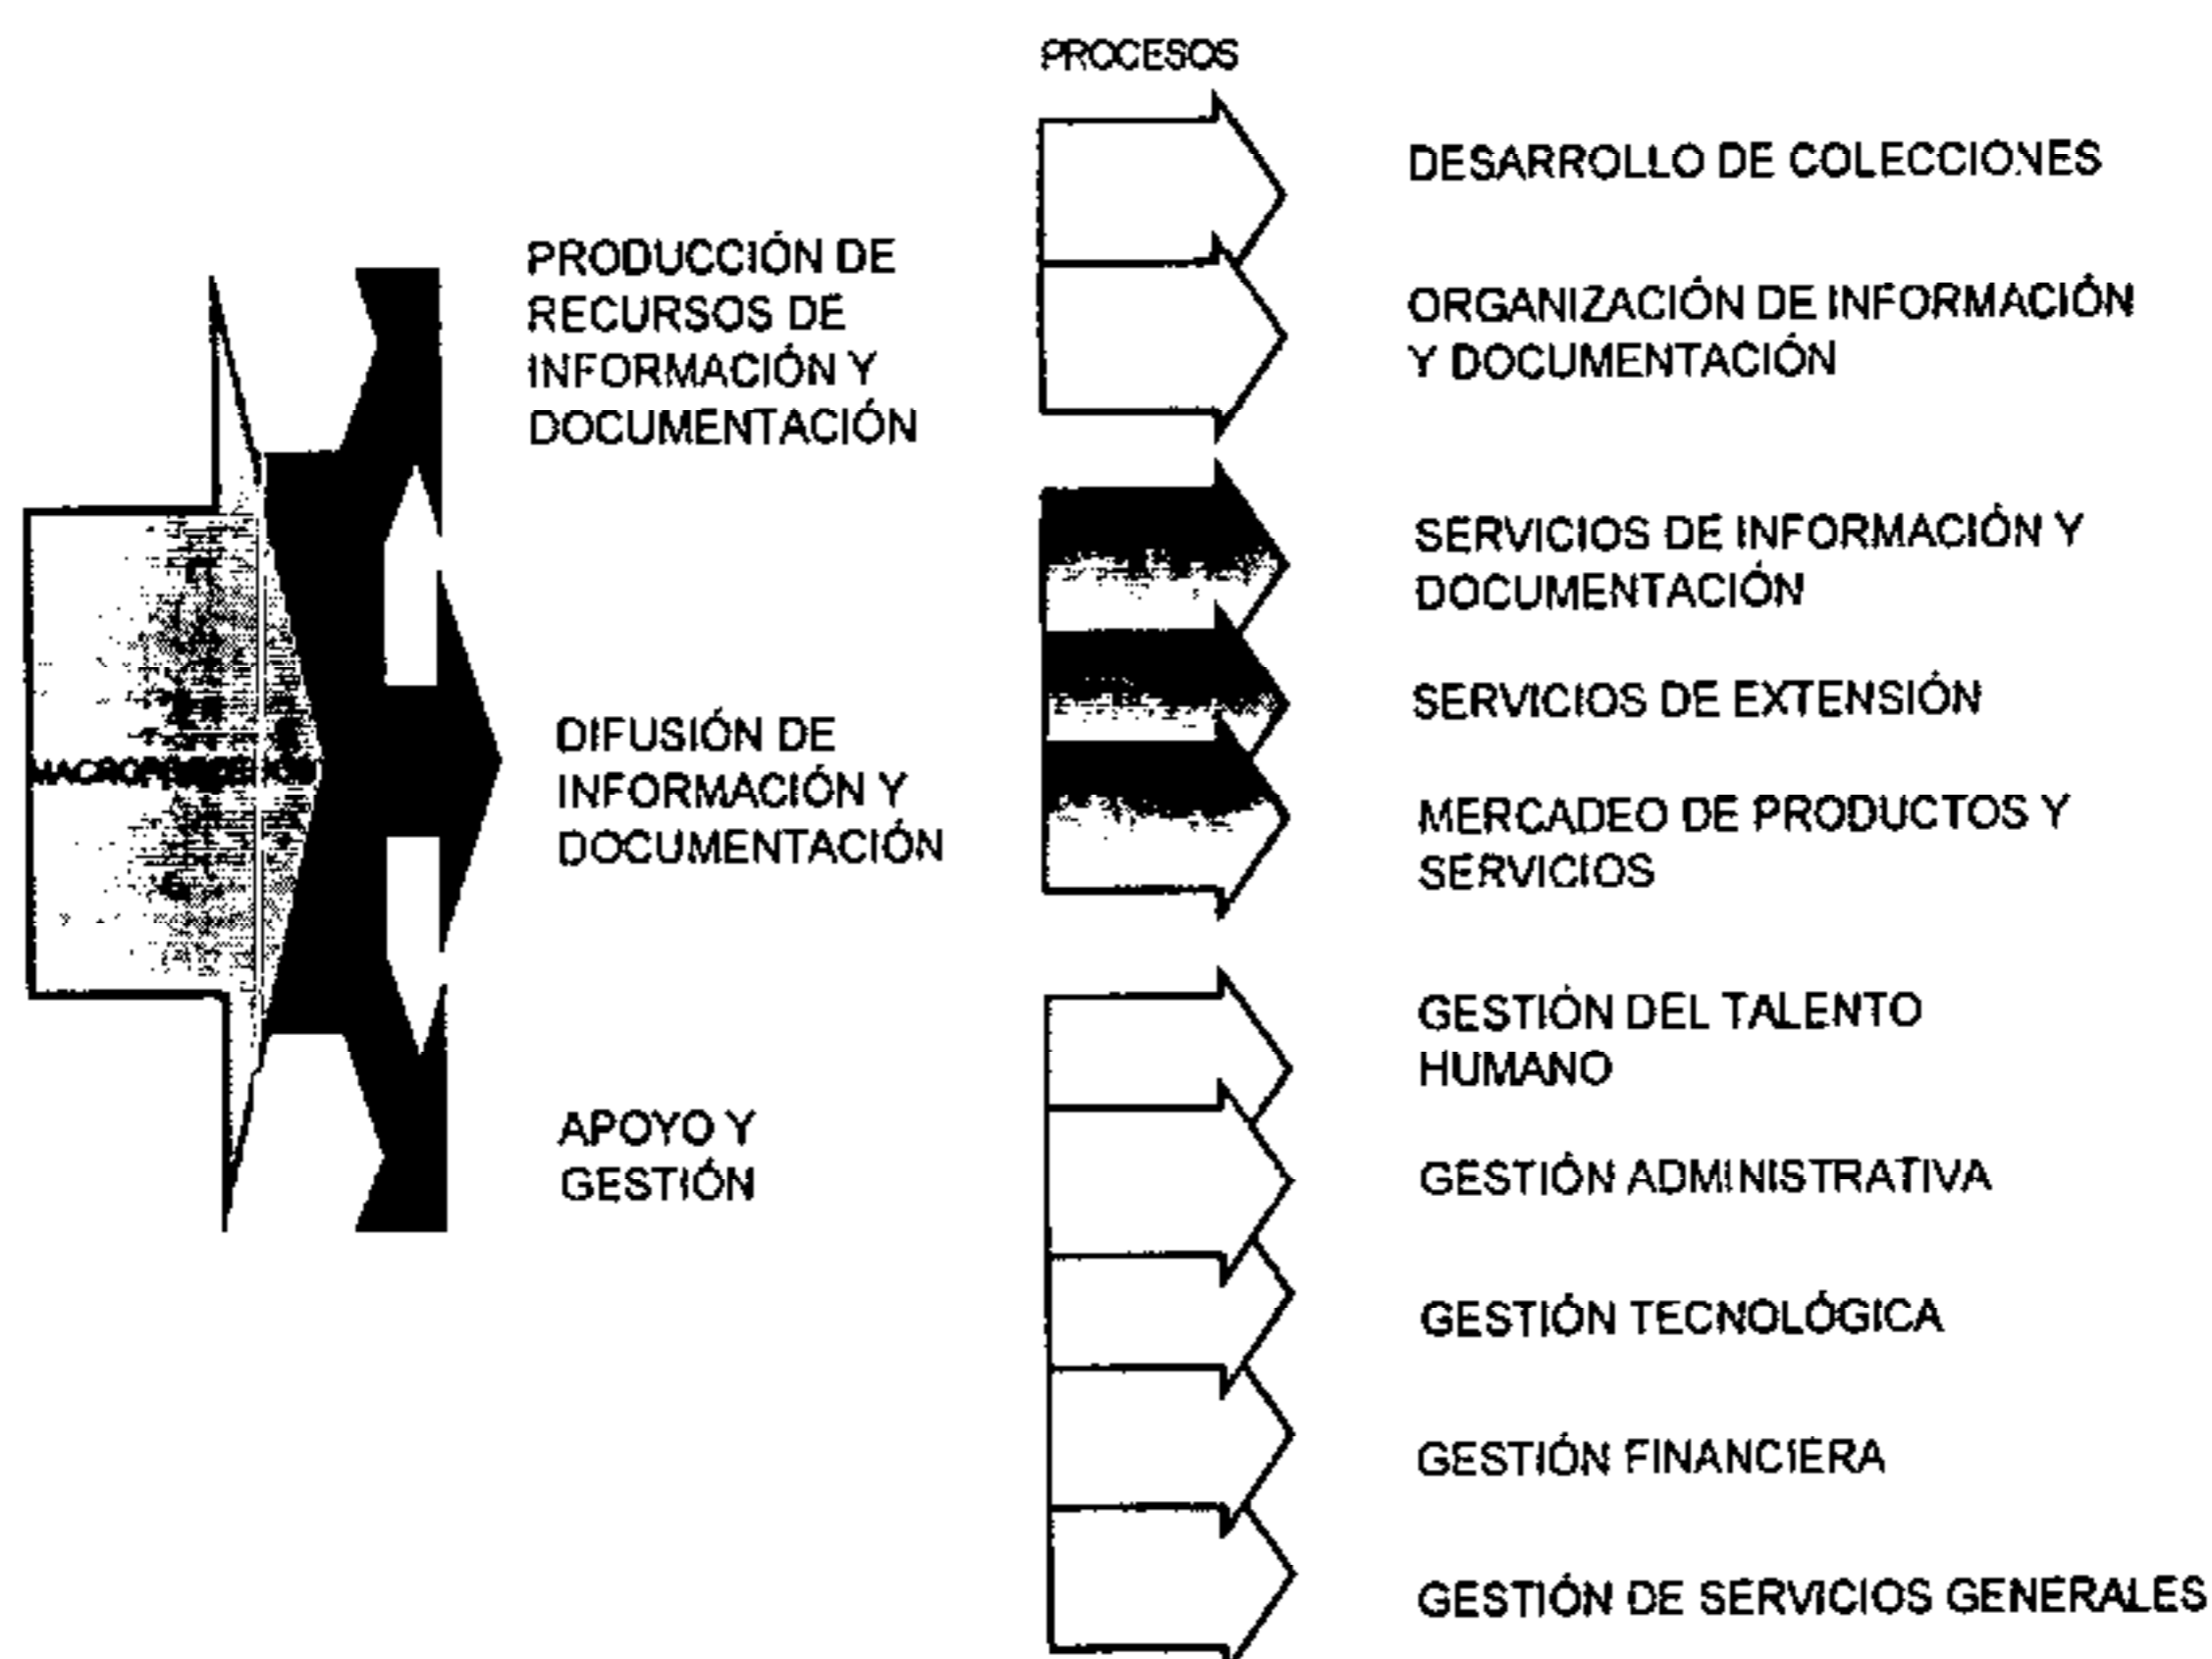 PROCESOS
PRODUCCIÓN DE
RECURSOS DE
INFORMACIÓN Y
DOCUMENTACIÓN
DIFUSIÓN DE
INFORMACIÓN Y
DOCUMENTACIÓN
APOYO Y
GESTIÓN
DESARROLLO DE COLECCIONES
ORGANIZACIÓN DE INFORMACIÓN
Y DOCUMENTACIÓN
SERVICIOS DE INFORMACIÓN Y
DOCUMENTACIÓN
SERVICIOS DE EXTENSIÓN
MERCADEO DE PRODUCTOS Y
SERVICIOS
GESTIÓN DEL TALENTO
HUMANO
GESTIÓN ADMINISTRATIVA
GESTIÓN TECNOLÓGICA
GESTIÓN FINANCIERA
GESTIÓN DE SERVICIOS GENERALES